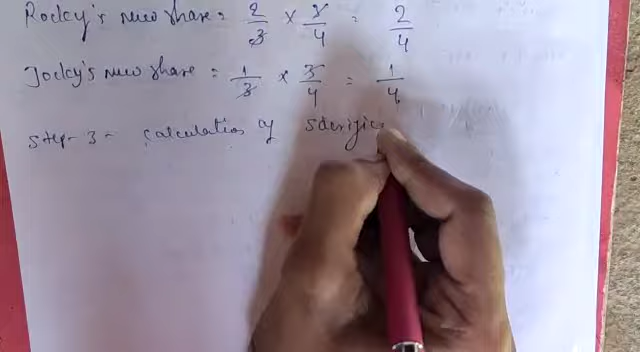 Rocky's new share = 2/3 × 3/4 = 2/4
Jocky's new share = 1/3 × 3/4 = 1/4
Step-3- calculation of